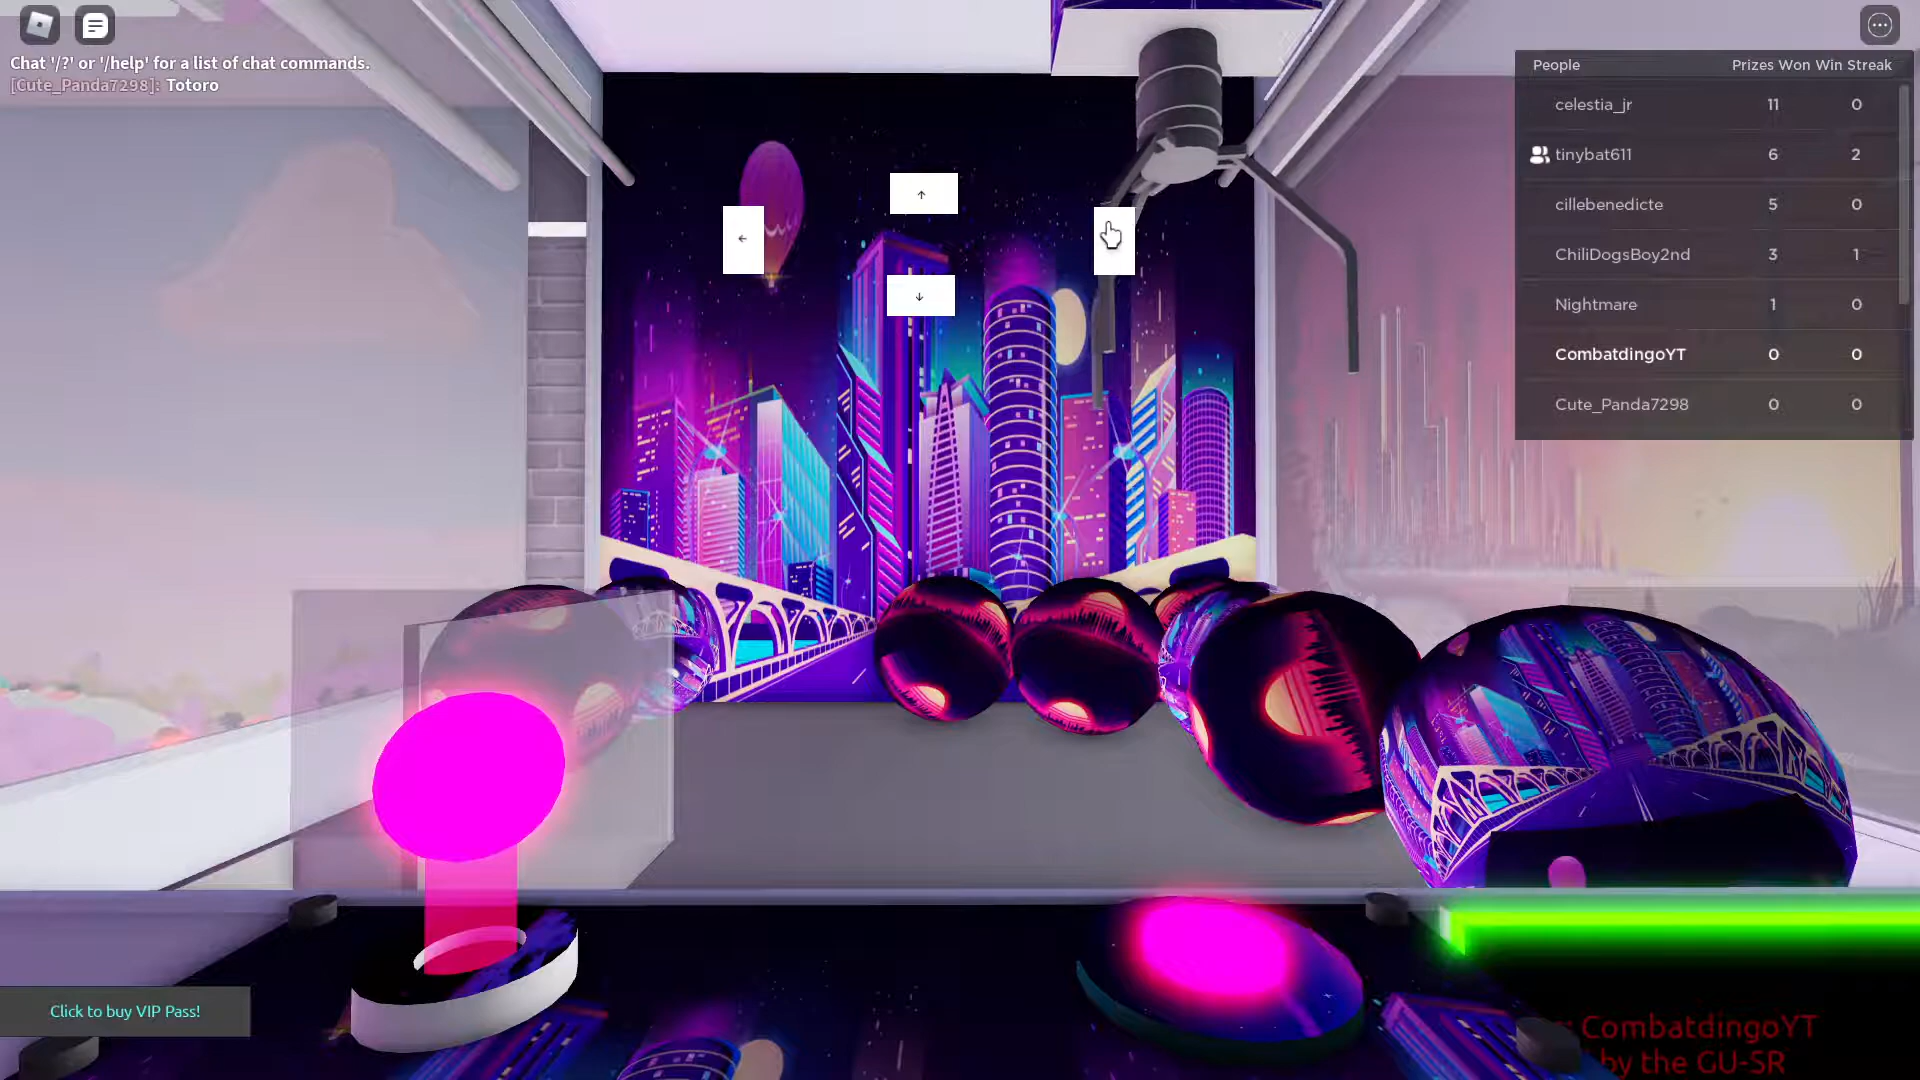 Chat '/?' or '/help' for a list of chat commands.
[Cute_Panda7298]: Totoro
People Prizes Won Win Streak
celestia_jr 11 0
tinybat611 6 2
cillebenedicte 5 0
ChiliDogsBoy2nd 3 1
Nightmare 1 0
CombatdingoYT 0 0
Cute_Panda7298 0 0
↑
←
↓
Click to buy VIP Pass!
: CombatdingoYT
by the GU-SR